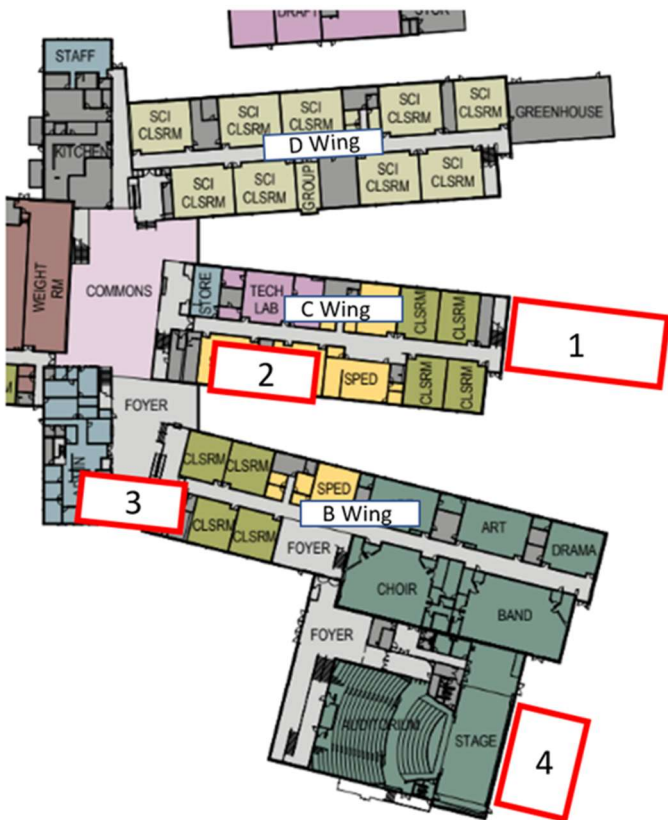 DRAFT
STOR
STAFF
KITCHEN
SCI
CLSRM
SCI
CLSRM
SCI
CLSRM
SCI
CLSRM
SCI
CLSRM
GREENHOUSE
D Wing
SCI
CLSRM
SCI
CLSRM
GROUP
SCI
CLSRM
SCI
CLSRM
WEIGHT
RM
COMMONS
STORE
TECH
LAB
C Wing
CLSRM
CLSRM
1
2
SPED
CLSRM
CLSRM
FOYER
CLSRM
CLSRM
SPED
B Wing
ART
DRAMA
3
CLSRM
CLSRM
FOYER
CHOIR
BAND
FOYER
AUDITORIUM
STAGE
4